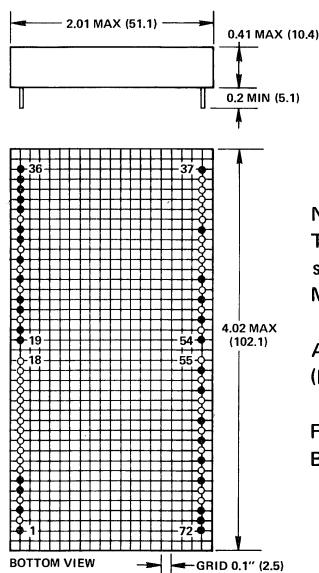 2.01 MAX (51.1)
0.41 MAX (10.4)
0.2 MIN (5.1)
36
37
4.02 MAX
(102.1)
19
54
18
55
1
72
BOTTOM VIEW
GRID 0.1" (2.5)
N
T
s
M
A
(
F
B